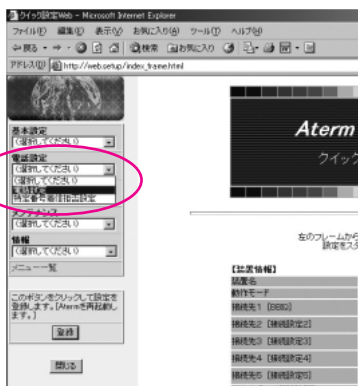 クイック設定Web - Microsoft Internet Explorer
ファイル(F) 編集(E) 表示(V) お気に入り(A) ツール(T) ヘルプ(H)
戻る 検索 お気に入り
アドレス(D) http://web.setup/index_frame.html
基本設定
(選択してください)
電話設定
(選択してください)
(選択してください)
電話設定
特定番号着信指定設定
メンテナンス
(選択してください)
情報
(選択してください)
メニュー一覧
このボタンをクリックして設定を
登録します。[Atermを再起動し
ます。]
登録
閉じる
Aterm
クイック
左のフレームから
設定をスタ
【装置情報】
装置名
動作モード
接続先1 [BBIQ]
接続先2 [接続設定2]
接続先3 [接続設定3]
接続先4 [接続設定4]
接続先5 [接続設定5]